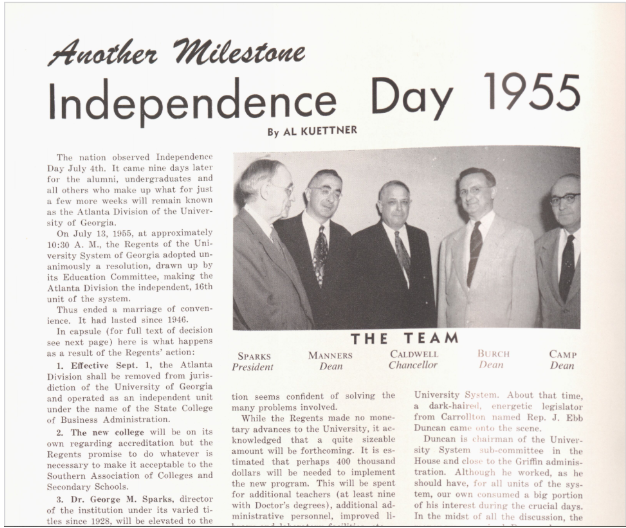 Another Milestone
Independence Day 1955
By AL KUETTNER
The nation observed Independence
Day July 4th. It came nine days later
for the alumni, undergraduates and
all others who make up what for just
a few more weeks will remain known
as the Atlanta Division of the Univer-
sity of Georgia.
On July 13, 1955, at approximately
10:30 A. M., the Regents of the Uni-
versity System of Georgia adopted un-
animously a resolution, drawn up by
its Education Committee, making the
Atlanta Division the independent, 16th
unit of the system.
Thus ended a marriage of conven-
ience. It had lasted since 1946.
In capsule (for full text of decision
see next page) here is what happens
as a result of the Regents' action:
1. Effective Sept. 1, the Atlanta
Division shall be removed from juris-
diction of the University of Georgia
and operated as an independent unit
under the name of the State College
of Business Administration.
2. The new college will be on its
own regarding accreditation but the
Regents promise to do whatever is
necessary to make it acceptable to the
Southern Association of Colleges and
Secondary Schools.
3. Dr. George M. Sparks, director
of the institution under its varied ti-
tles since 1928, will be elevated to the
THE TEAM
SPARKS MANNERS CALDWELL BURCH CAMP
President Dean Chancellor Dean Dean
tion seems confident of solving the
many problems involved.
While the Regents made no mone-
tary advances to the University, it ac-
knowledged that a quite sizeable
amount will be forthcoming. It is es-
timated that perhaps 400 thousand
dollars will be needed to implement
the new program. This will be spent
for additional teachers (at least nine
with Doctor's degrees), additional ad-
ministrative personnel, improved li-
University System. About that time,
a dark-haired, energetic legislator
from Carrollton named Rep. J. Ebb
Duncan came onto the scene.
Duncan is chairman of the Univer-
sity System sub-committee in the
House and close to the Griffin adminis-
tration. Although he worked, as he
should have, for all units of the sys-
tem, our own consumed a big portion
of his interest during the crucial days.
In the midst of all the discussion, the